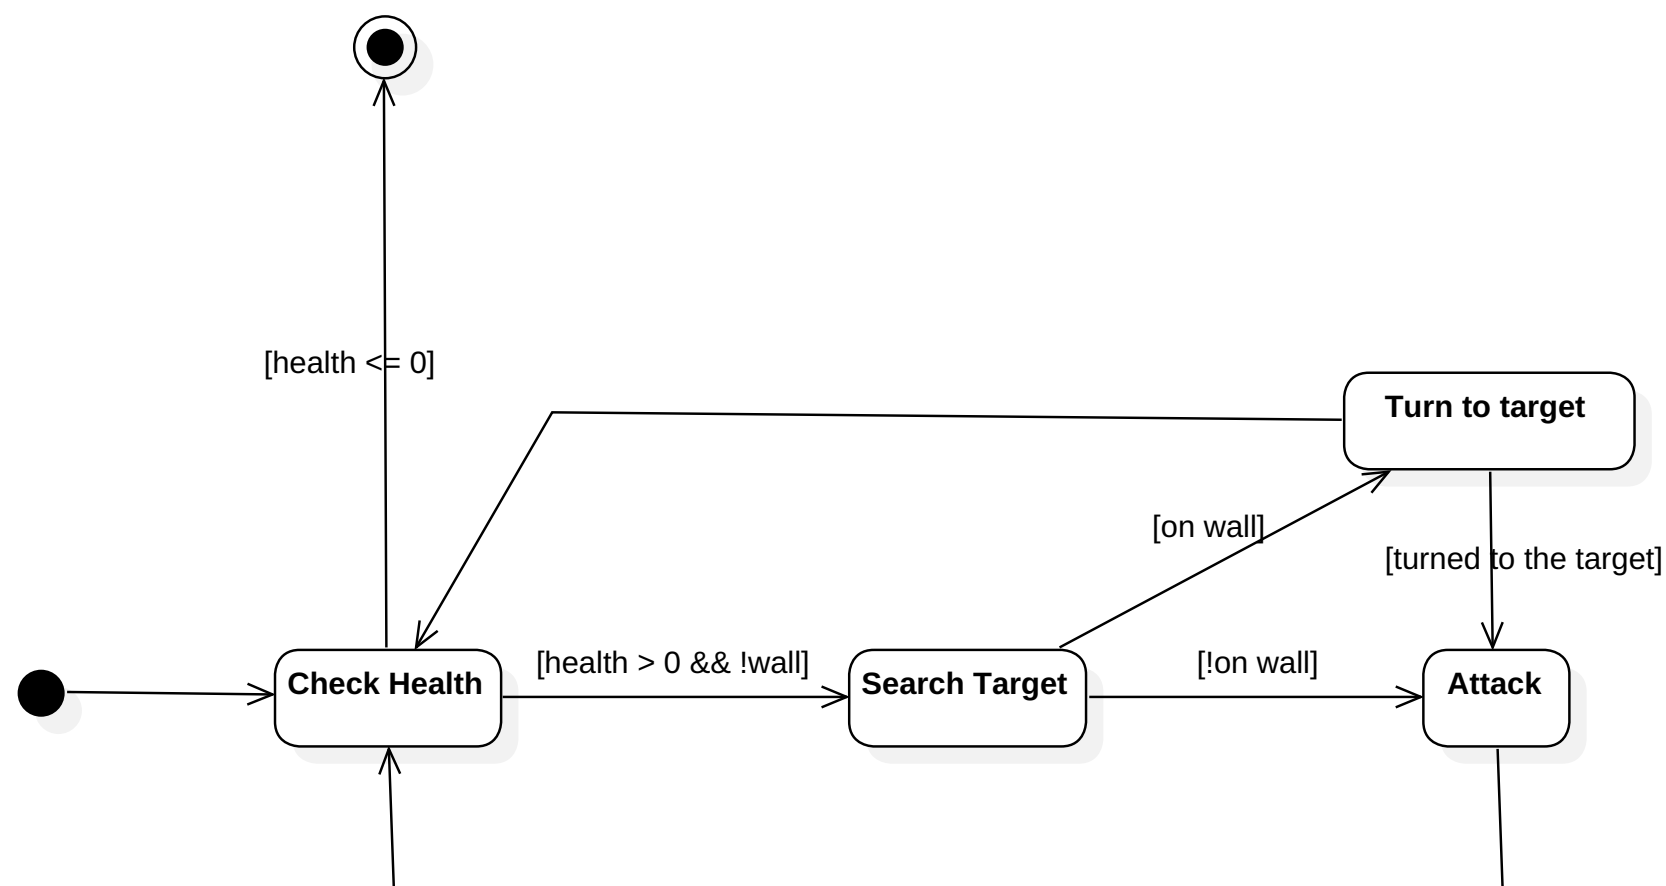 [health <= 0]
Turn to target
[on wall]
[turned to the target]
Check Health
[health > 0 && !wall]
Search Target
[!on wall]
Attack